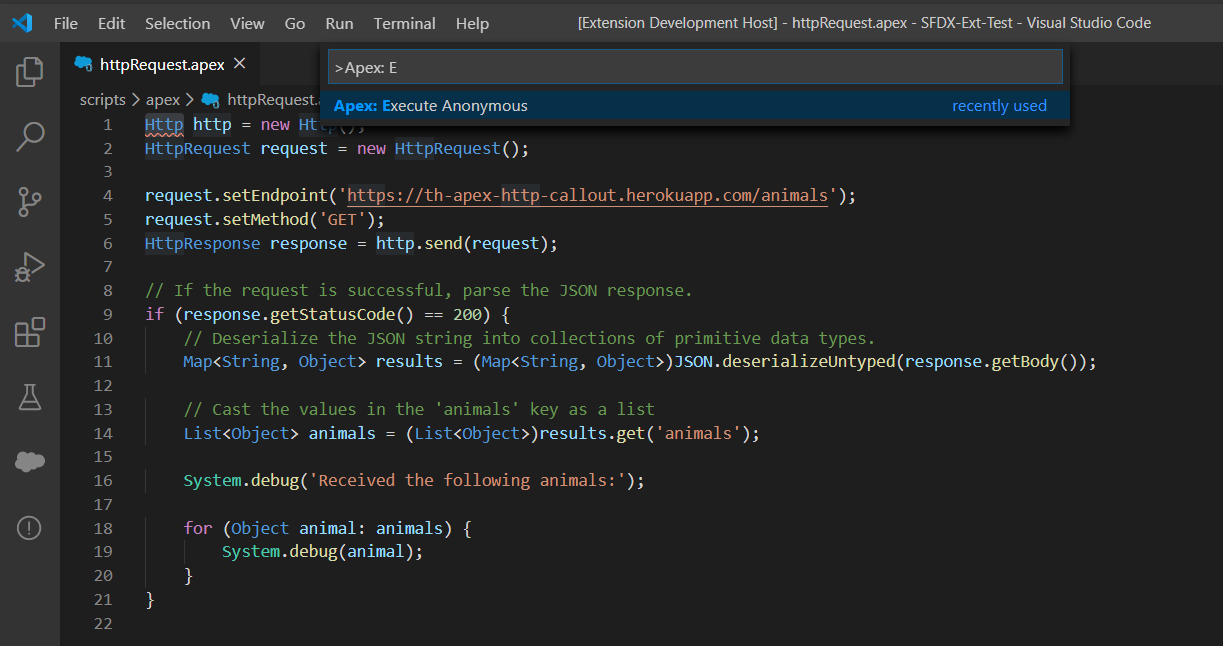 File Edit Selection View Go Run Terminal Help [Extension Development Host] - httpRequest.apex - SFDX-Ext-Test - Visual Studio Code
httpRequest.apex
>Apex: E
Apex: Execute Anonymous recently used
scripts > apex > httpRequest.
1 Http http = new Http();
2 HttpRequest request = new HttpRequest();
3
4 request.setEndpoint('https://th-apex-http-callout.herokuapp.com/animals');
5 request.setMethod('GET');
6 HttpResponse response = http.send(request);
7
8 // If the request is successful, parse the JSON response.
9 if (response.getStatusCode() == 200) {
10 // Deserialize the JSON string into collections of primitive data types.
11 Map<String, Object> results = (Map<String, Object>)JSON.deserializeUntyped(response.getBody());
12
13 // Cast the values in the 'animals' key as a list
14 List<Object> animals = (List<Object>)results.get('animals');
15
16 System.debug('Received the following animals:');
17
18 for (Object animal: animals) {
19 System.debug(animal);
20 }
21 }
22